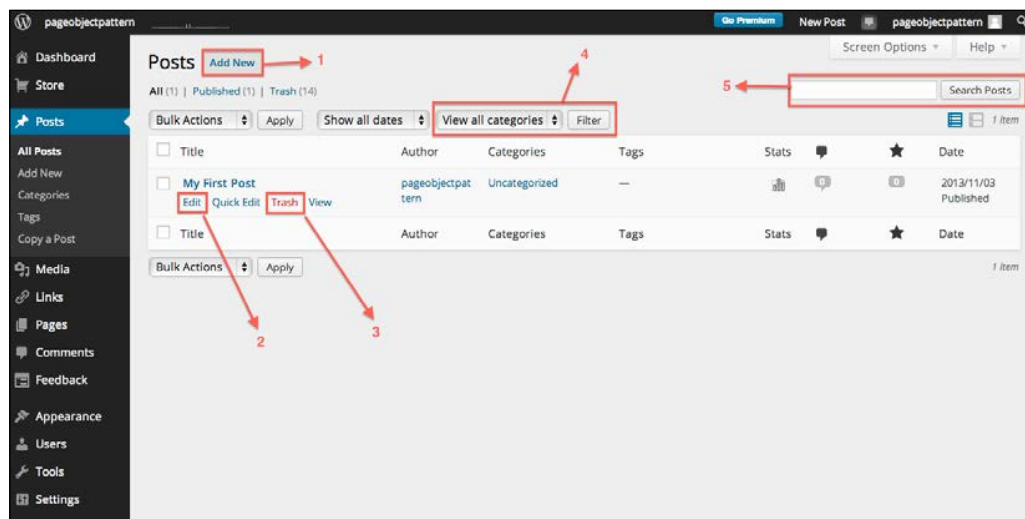 pageobjectpattern
Go Premium
New Post
pageobjectpattern
Dashboard
Store
Posts
All Posts
Add New
Categories
Tags
Copy a Post
Media
Links
Pages
Comments
Feedback
Appearance
Users
Tools
Settings
Screen Options
Help
Posts Add New 1
4
All (1) | Published (1) | Trash (14)
5 Search Posts
Bulk Actions Apply Show all dates View all categories Filter 1 item
Title Author Categories Tags Stats Date
My First Post pageobjectpat Uncategorized — 0 0 2013/11/03
Edit Quick Edit Trash View tern Published
Title Author Categories Tags Stats Date
Bulk Actions Apply 1 item
2
3